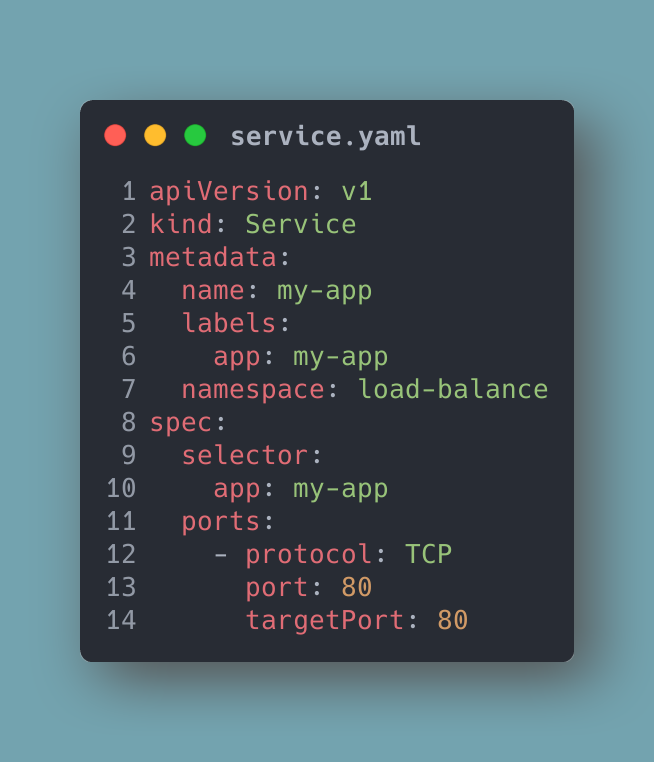 service.yaml
1 apiVersion: v1
2 kind: Service
3 metadata:
4   name: my-app
5   labels:
6     app: my-app
7   namespace: load-balance
8 spec:
9   selector:
10     app: my-app
11   ports:
12     - protocol: TCP
13       port: 80
14       targetPort: 80